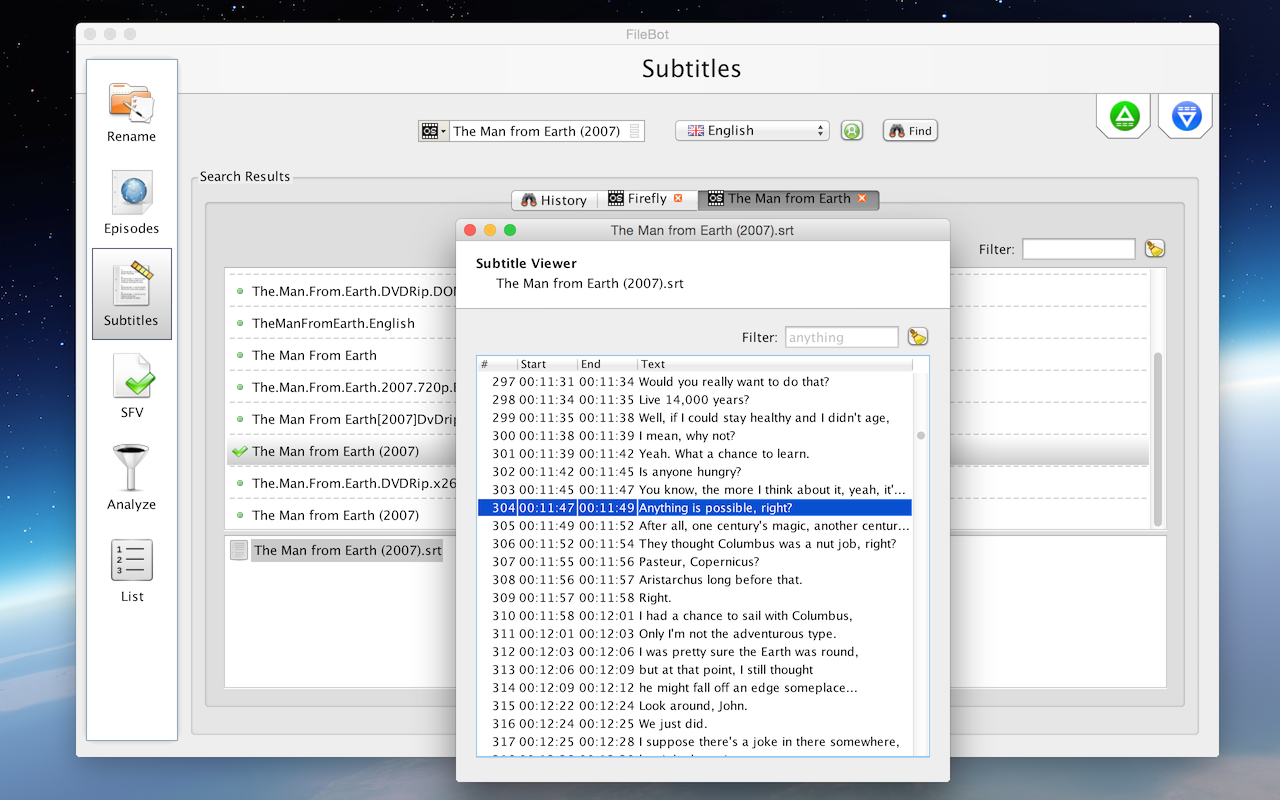 FileBot
Subtitles
Rename
Episodes
Subtitles
SFV
Analyze
1
2
3
List
OS The Man from Earth (2007)
English
Find
Search Results
History
OS Firefly
OS The Man from Earth
Filter:
The.Man.From.Earth.DVDRip.DO
TheManFromEarth.English
The Man From Earth
The.Man.From.Earth.2007.720p.
The Man From Earth[2007]DvDrip
The Man from Earth (2007)
The.Man.From.Earth.DVDRip.x26
The Man from Earth (2007)
The Man from Earth (2007).srt
The Man from Earth (2007).srt
Subtitle Viewer
The Man from Earth (2007).srt
Filter: anything
# Start End Text
297 00:11:31 00:11:34 Would you really want to do that?
298 00:11:34 00:11:35 Live 14,000 years?
299 00:11:35 00:11:38 Well, if I could stay healthy and I didn't age,
300 00:11:38 00:11:39 I mean, why not?
301 00:11:39 00:11:42 Yeah. What a chance to learn.
302 00:11:42 00:11:45 Is anyone hungry?
303 00:11:45 00:11:47 You know, the more I think about it, yeah, it'...
304 00:11:47 00:11:49 Anything is possible, right?
305 00:11:49 00:11:52 After all, one century's magic, another centur...
306 00:11:52 00:11:54 They thought Columbus was a nut job, right?
307 00:11:55 00:11:56 Pasteur, Copernicus?
308 00:11:56 00:11:57 Aristarchus long before that.
309 00:11:57 00:11:58 Right.
310 00:11:58 00:12:01 I had a chance to sail with Columbus,
311 00:12:01 00:12:03 Only I'm not the adventurous type.
312 00:12:03 00:12:06 I was pretty sure the Earth was round,
313 00:12:06 00:12:09 but at that point, I still thought
314 00:12:09 00:12:12 he might fall off an edge someplace...
315 00:12:22 00:12:24 Look around, John.
316 00:12:24 00:12:25 We just did.
317 00:12:25 00:12:28 I suppose there's a joke in there somewhere,